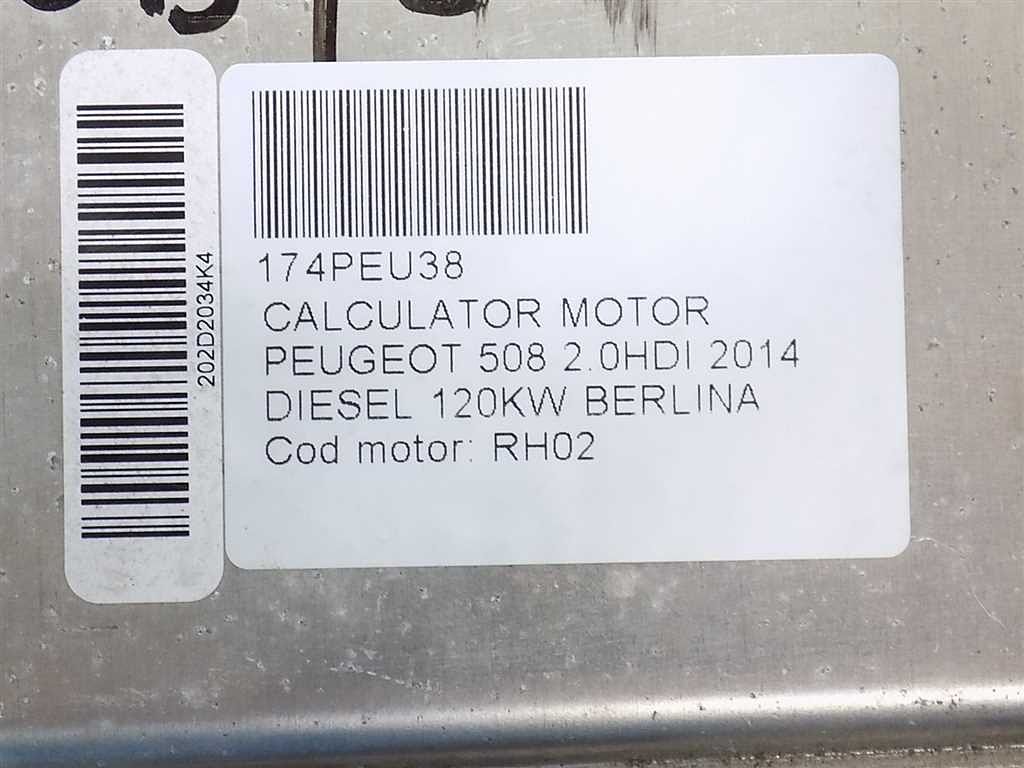 202D2034K4
174PEU38
CALCULATOR MOTOR
PEUGEOT 508 2.0HDI 2014
DIESEL 120KW BERLINA
Cod motor: RH02